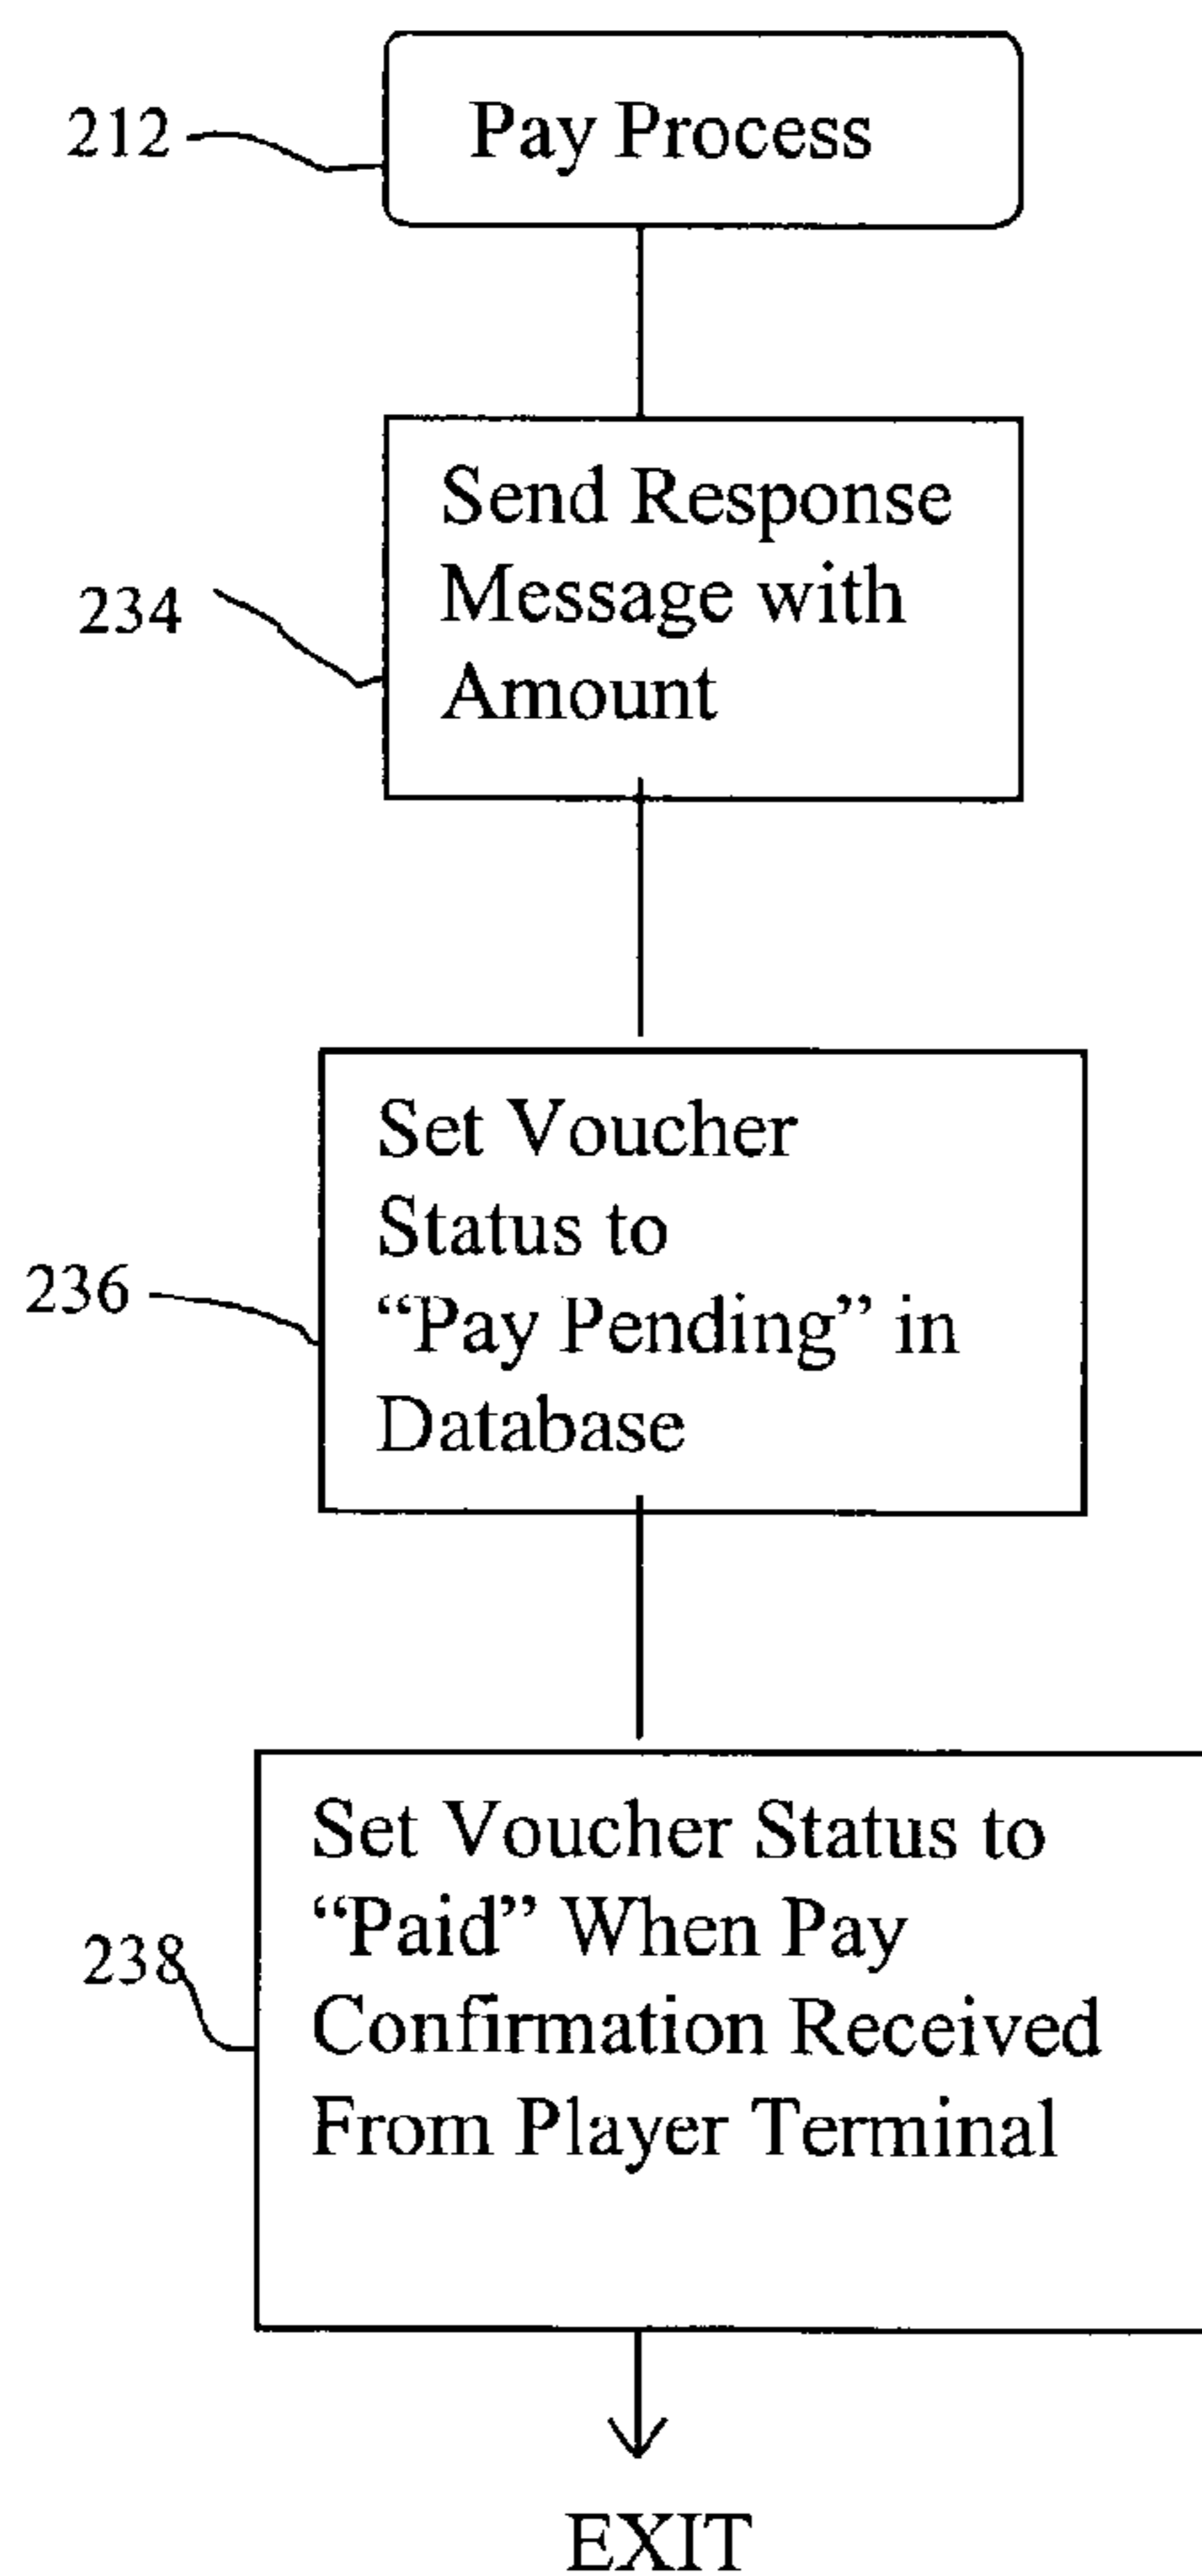 212
Pay Process
234
Send Response
Message with
Amount
236
Set Voucher
Status to
“Pay Pending” in
Database
238
Set Voucher Status to
“Paid” When Pay
Confirmation Received
From Player Terminal
EXIT